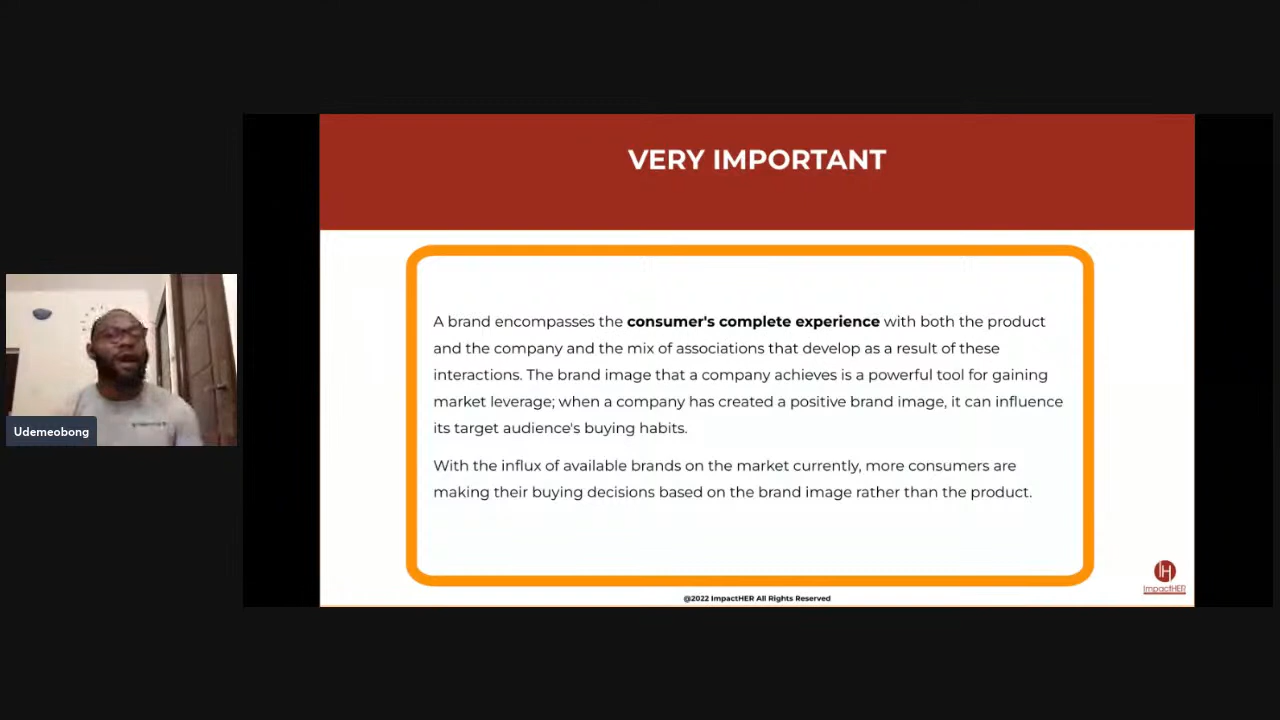 VERY IMPORTANT
A brand encompasses the consumer's complete experience with both the product
and the company and the mix of associations that develop as a result of these
interactions. The brand image that a company achieves is a powerful tool for gaining
market leverage; when a company has created a positive brand image, it can influence
its target audience's buying habits.
With the influx of available brands on the market currently, more consumers are
making their buying decisions based on the brand image rather than the product.
Udemeobong
IH
ImpactHER
@2022 ImpactHER All Rights Reserved